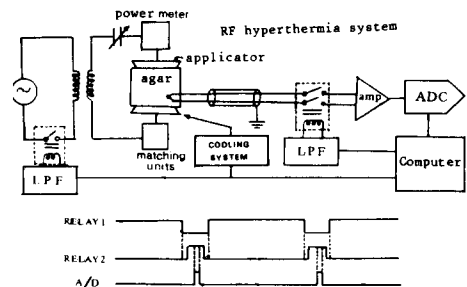 power meter
RF hyperthermia system
applicator
agar
amp
ADC
matching
units
COOLING
SYSTEM
LPF
Computer
LPF
RELAY 1
RELAY 2
A/D